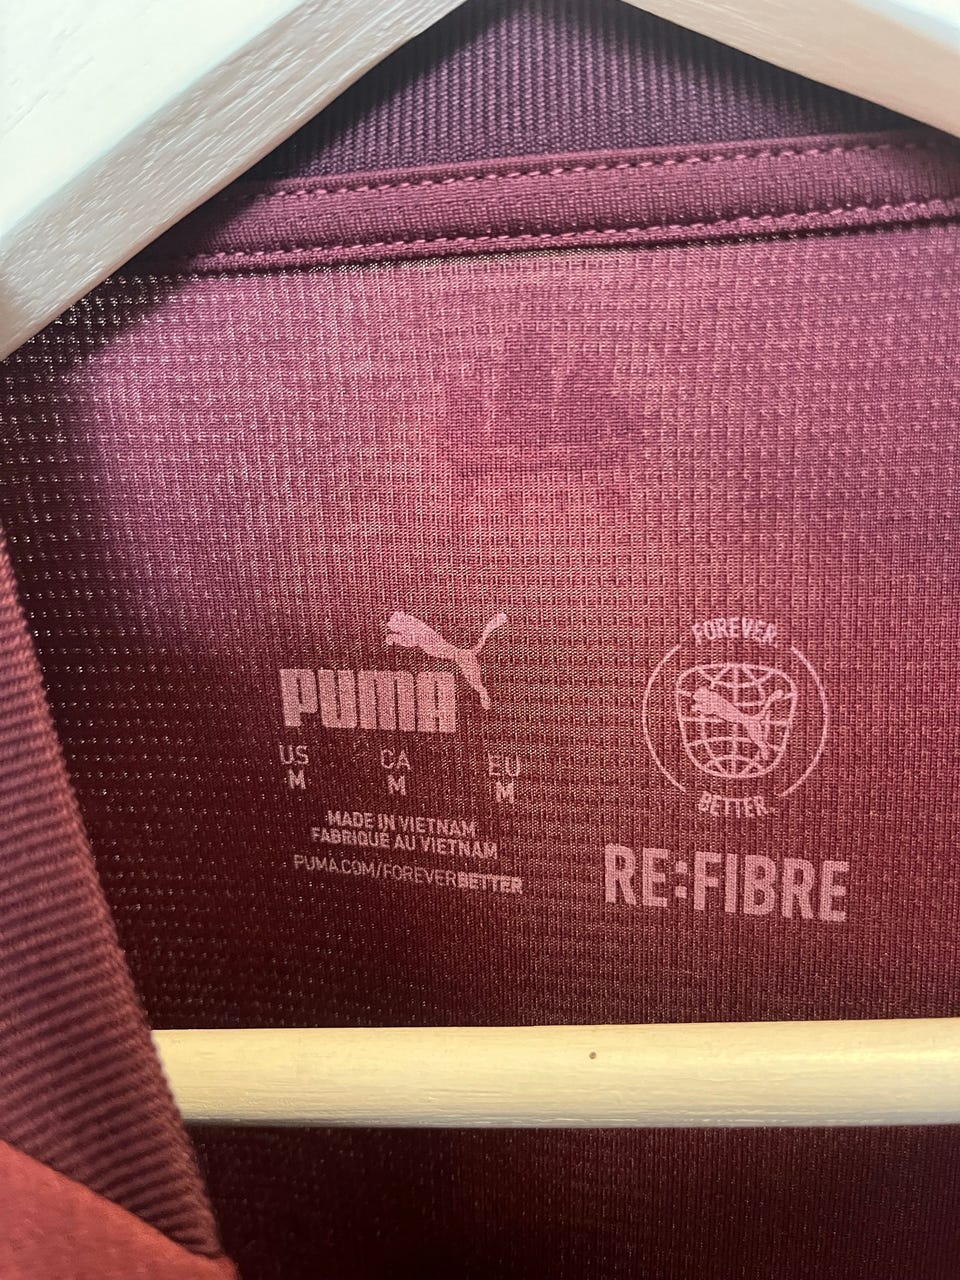 PUMA
US CA EU
M M M
MADE IN VIETNAM
FABRIQUÉ AU VIETNAM
PUMA.COM/FOREVERBETTER
FOREVER
BETTER.
RE:FIBRE